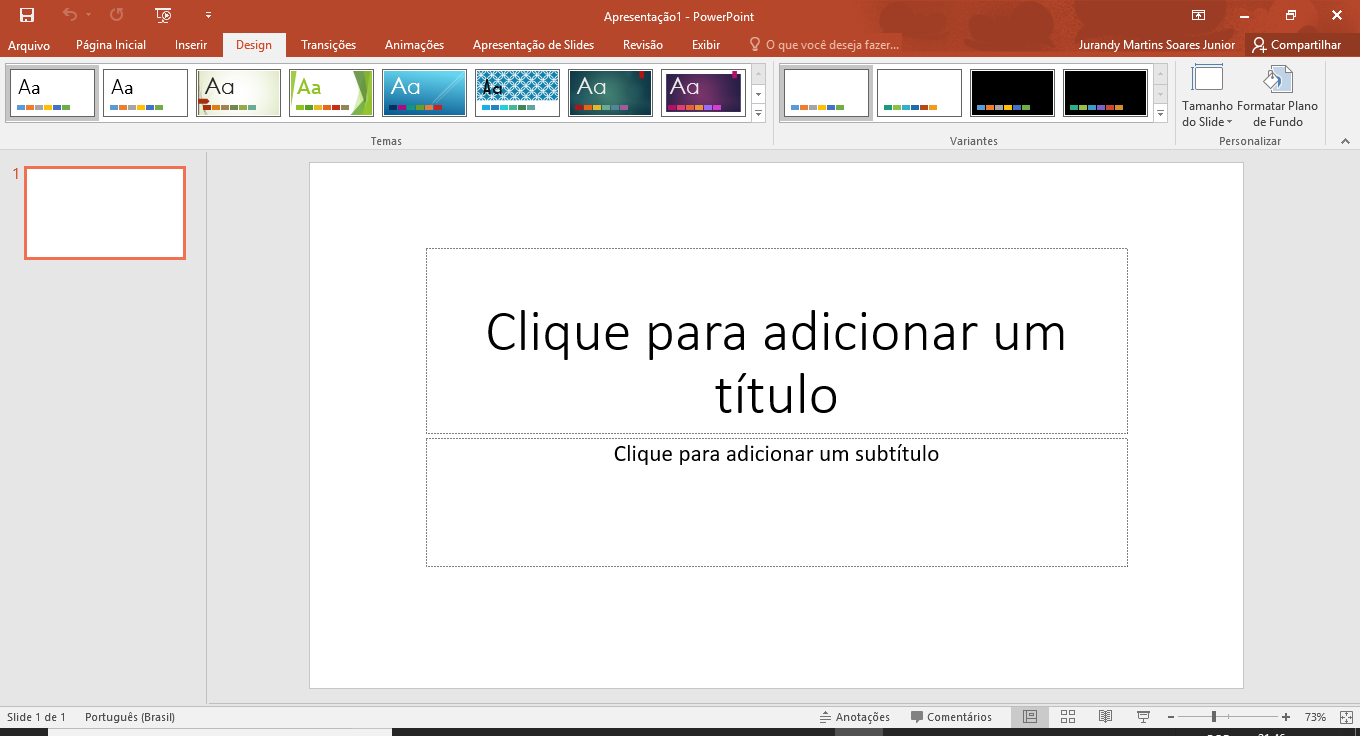 Apresentação1 - PowerPoint
Arquivo Página Inicial Inserir Design Transições Animações Apresentação de Slides Revisão Exibir O que você deseja fazer... Jurandy Martins Soares Junior Compartilhar
Aa Aa Aa Aa Aa Aa Aa Aa
Tamanho do Slide
Formatar Plano de Fundo
Temas Variantes Personalizar
1
Clique para adicionar um
título
Clique para adicionar um subtítulo
Slide 1 de 1 Português (Brasil) Anotações Comentários 73%